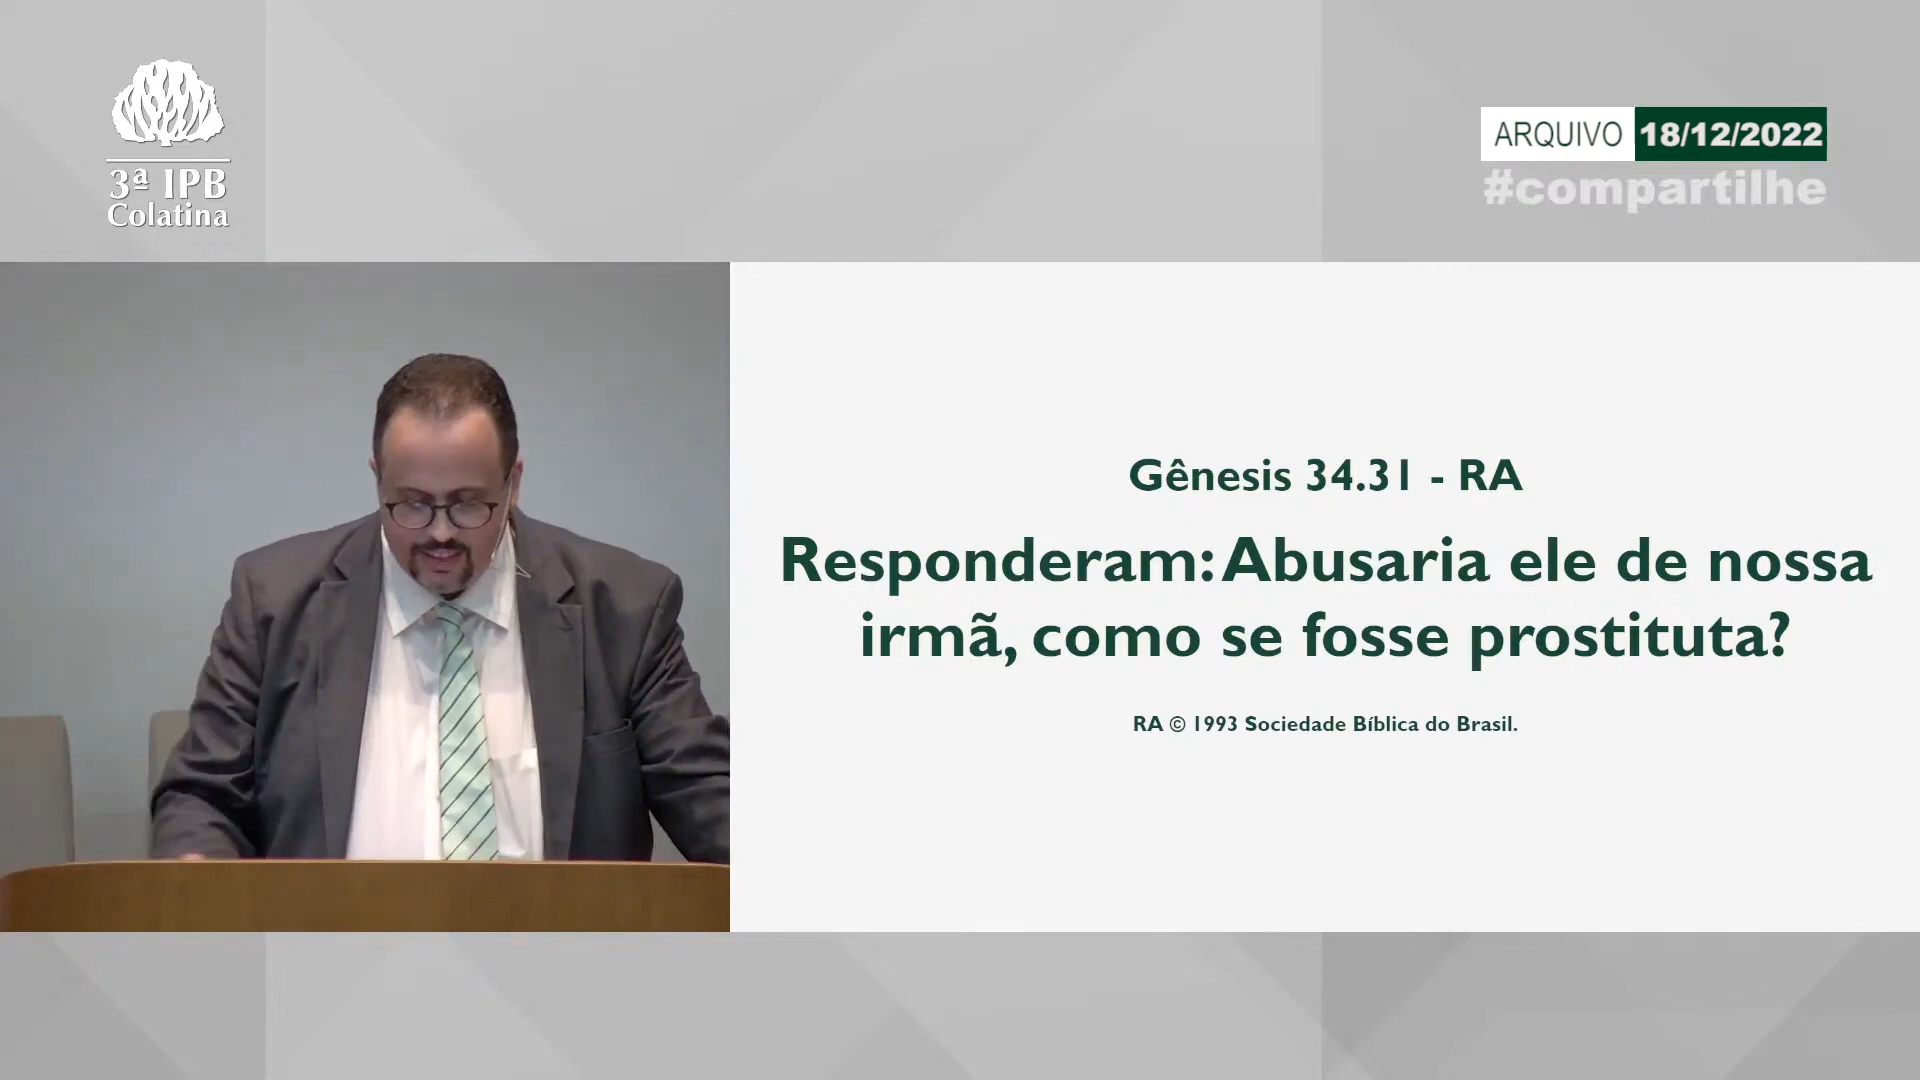 3ª IPB
Colatina
ARQUIVO 18/12/2022
#compartilhe
Gênesis 34.31 - RA
Responderam: Abusaria ele de nossa
irmã, como se fosse prostituta?
RA © 1993 Sociedade Bíblica do Brasil.